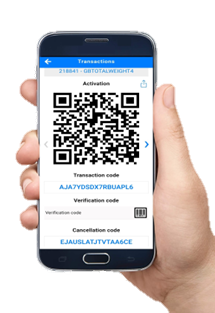 Transactions
218841 - GBTOTALWEIGHT4
Activation
Transaction code
AJA7YDSDX7RBUAPL6
Verification code
Verification code
Cancellation code
EJAUSLATJTVTAA6CE